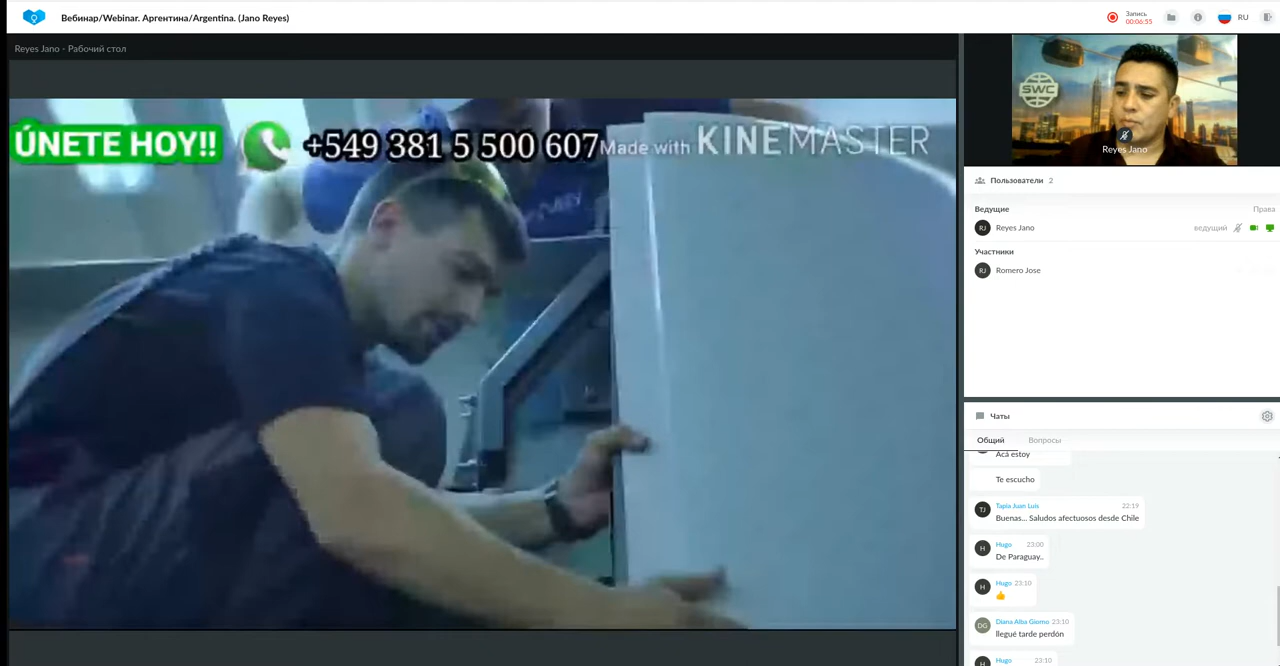 Вебинар/Webinar. Аргентина/Argentina. (Jano Reyes)
Запись
00:06:55
RU
Reyes Jano - Рабочий стол
ÚNETE HOY!!
+549 381 5 500 607
Made with KINEMASTER
SWC
Reyes Jano
Пользователи 2
Ведущие
Права
RJ
Reyes Jano
ведущий
Участники
RJ
Romero Jose
Чаты
Общий
Вопросы
Acá estoy
Te escucho
TJ
Tapia Juan Luis 22:19
Buenas... Saludos afectuosos desde Chile
H
Hugo 23:00
De Paraguay..
H
Hugo 23:10
👍
DG
Diana Alba Giorno 23:10
llegué tarde perdón
H
Hugo 23:10